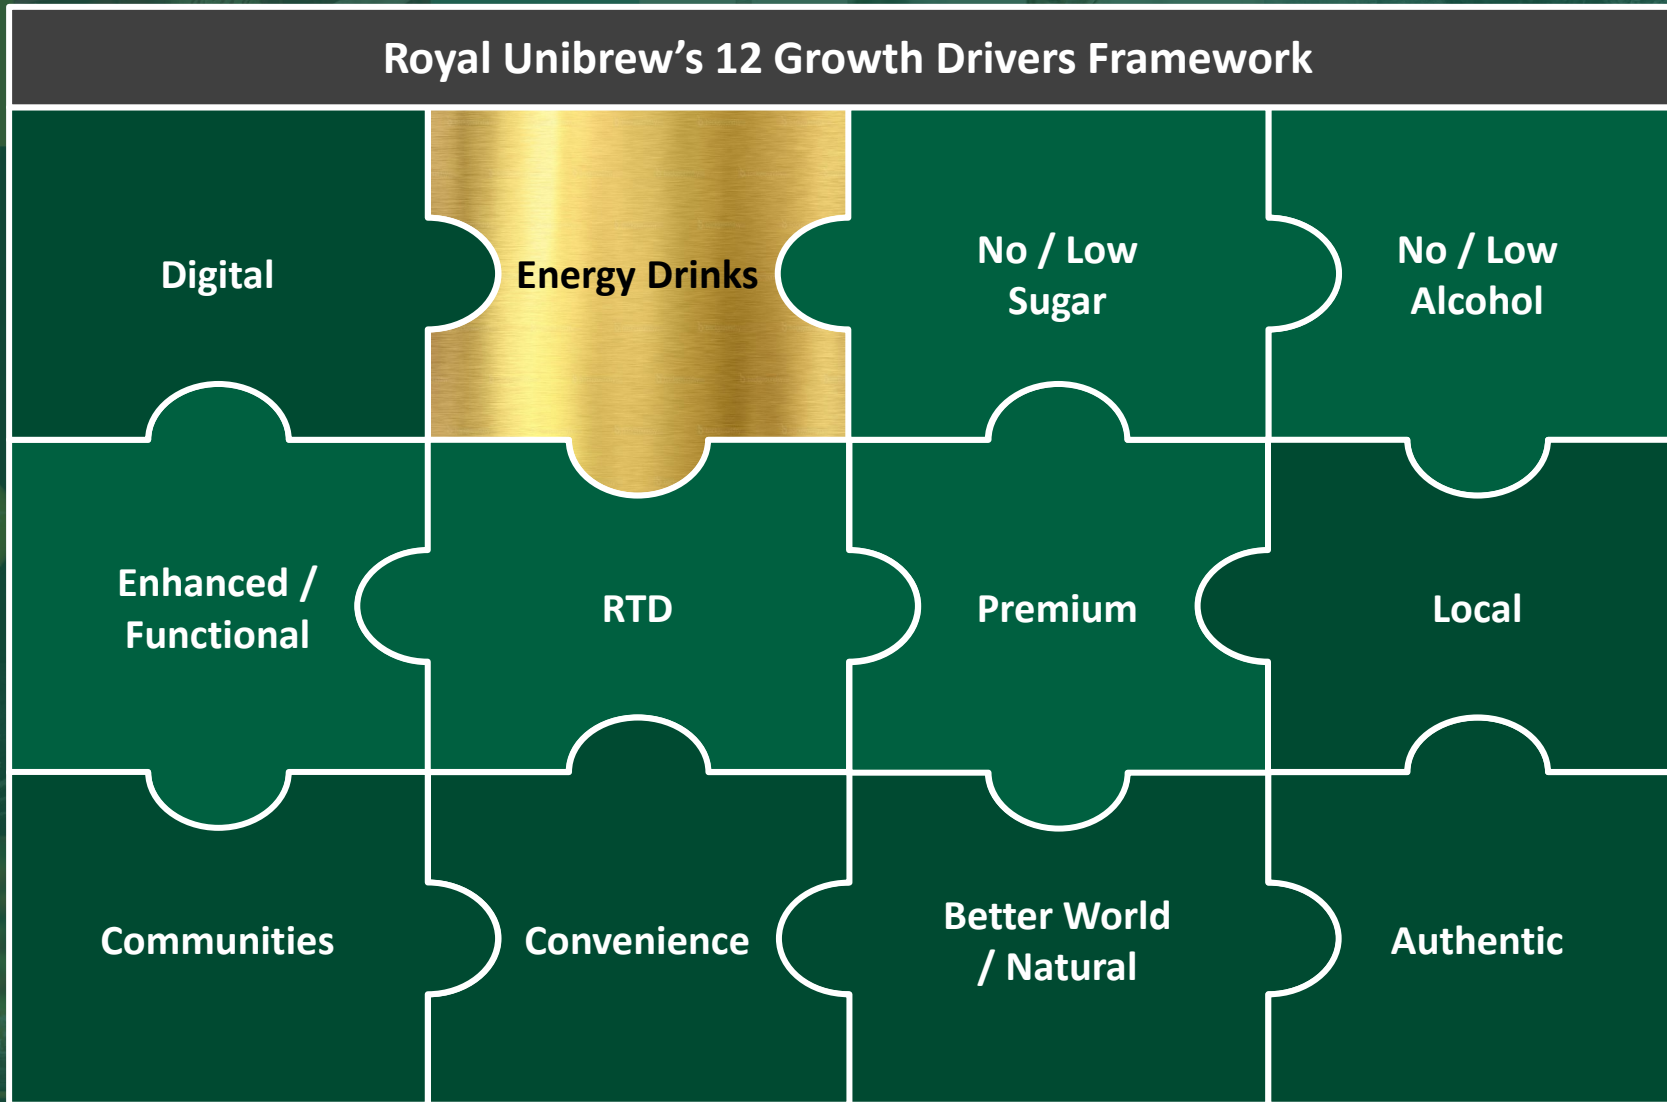 Royal Unibrew’s 12 Growth Drivers Framework
Digital
Energy Drinks
No / Low
Sugar
No / Low
Alcohol
Enhanced /
Functional
RTD
Premium
Local
Communities
Convenience
Better World
/ Natural
Authentic